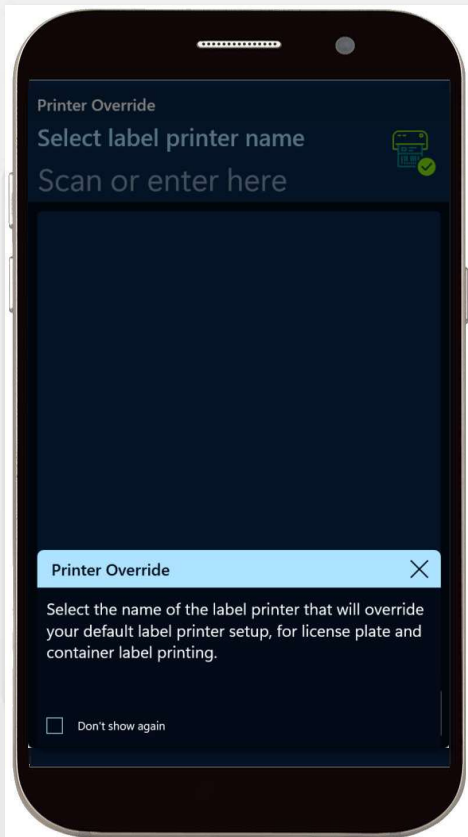 Printer Override
Select label printer name
Scan or enter here
Printer Override
Select the name of the label printer that will override
your default label printer setup, for license plate and
container label printing.
Don't show again